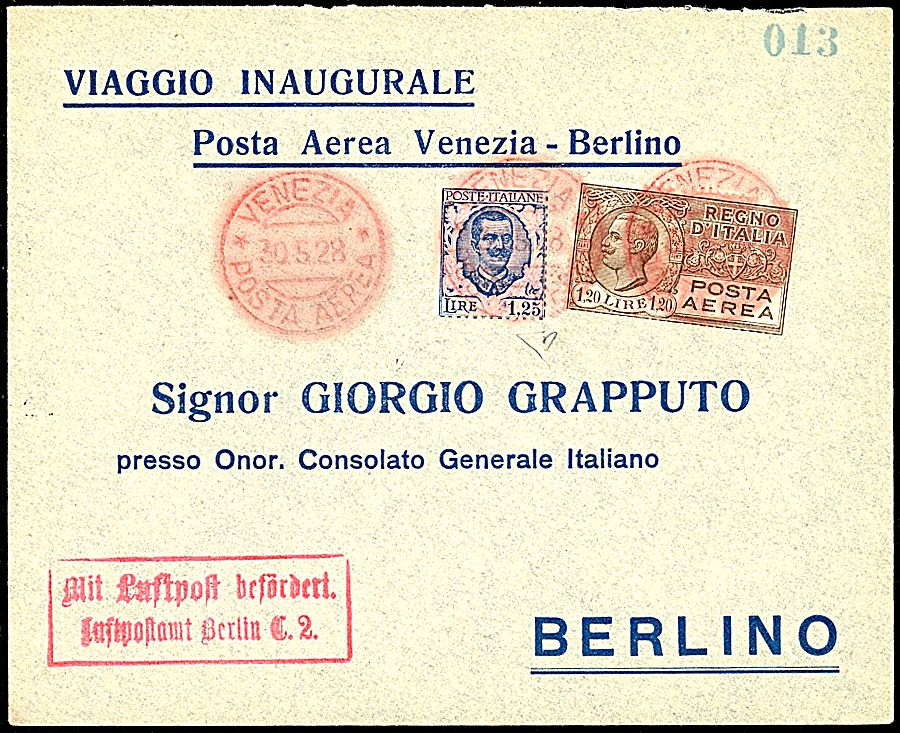 013
VIAGGIO INAUGURALE
Posta Aerea Venezia - Berlino
* VENEZIA *
30.5.28
POSTA AEREA
POSTE·ITALIANE
LIRE 1,25
VENEZIA
REGNO
D'ITALIA
1,20 LIRE 1,20
POSTA
AEREA
VENEZIA
Signor GIORGIO GRAPPUTO
presso Onor. Consolato Generale Italiano
Mit Luftpost befördert.
Luftpostamt Berlin C. 2.
BERLINO